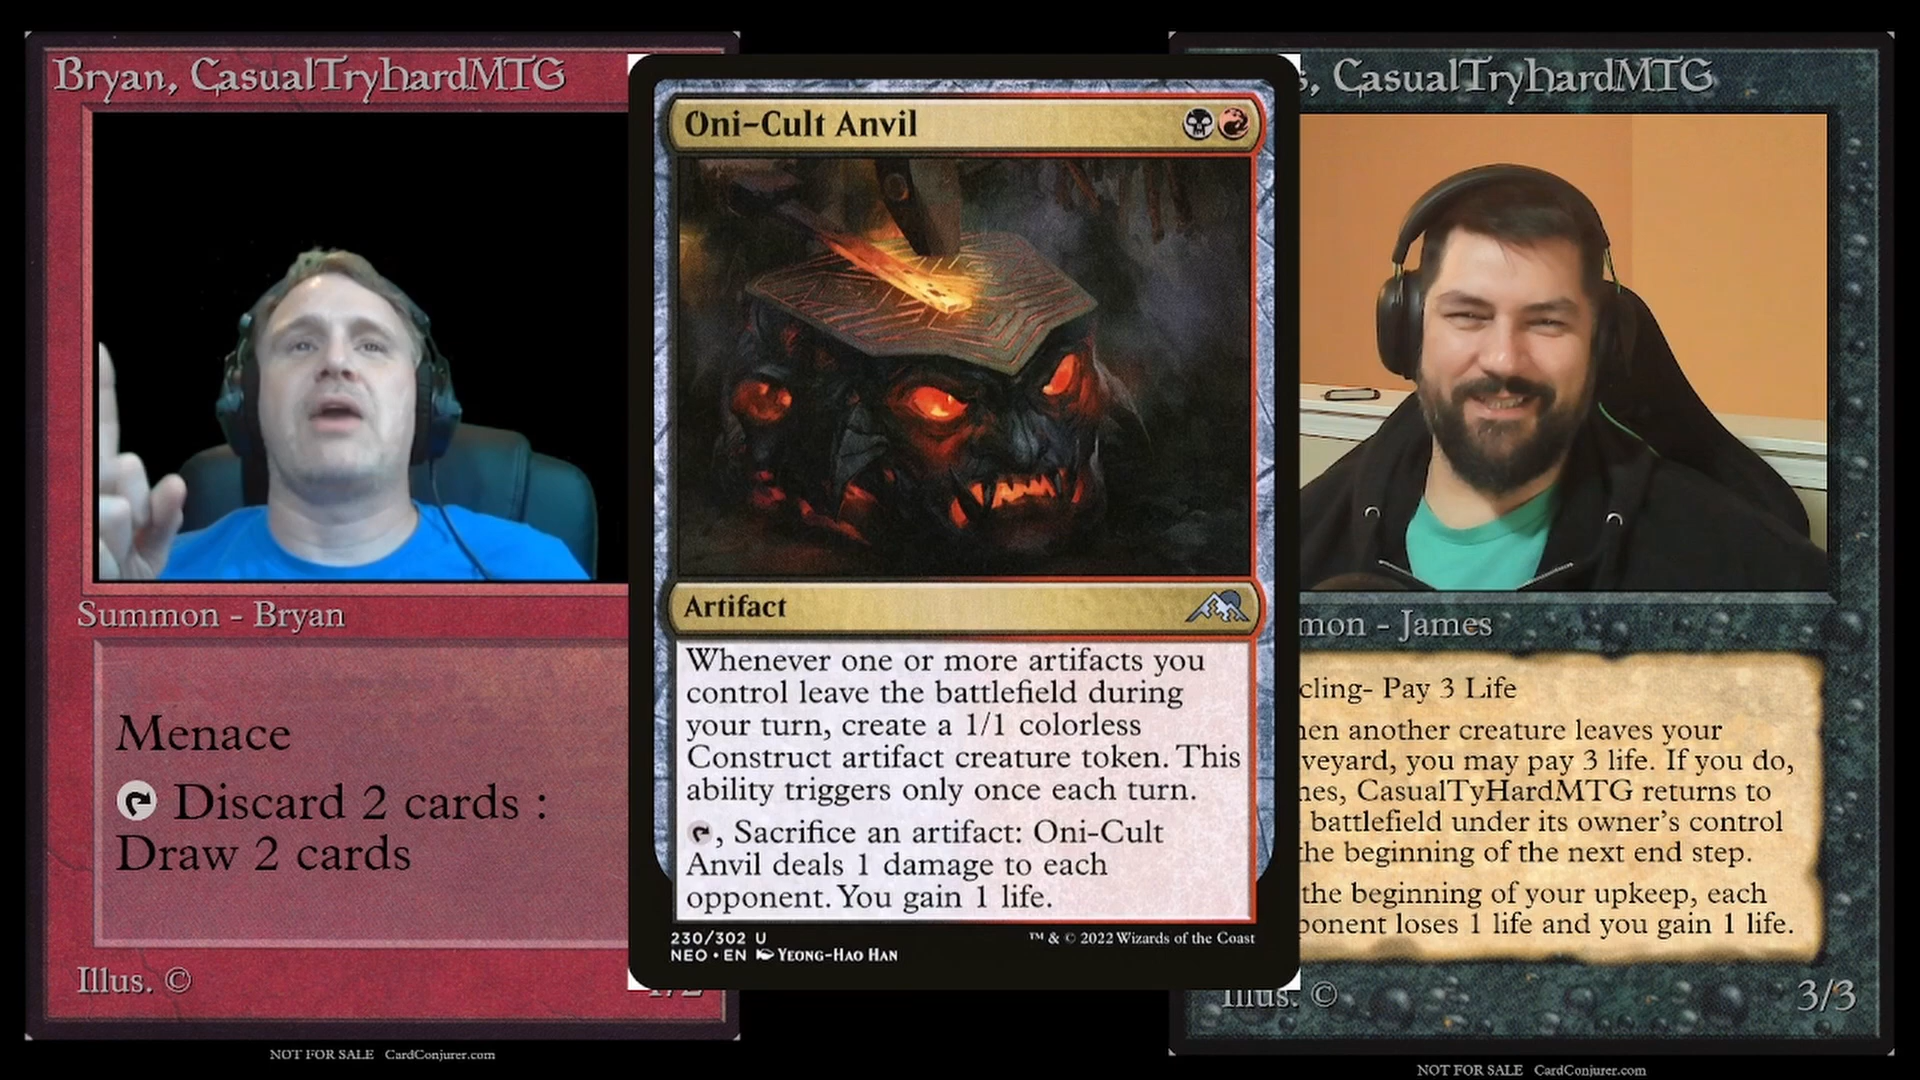 Bryan, CasualTryhardMTG
Summon - Bryan
Menace
Discard 2 cards :
Draw 2 cards
Illus. ©
NOT FOR SALE CardConjurer.com
Oni-Cult Anvil
Artifact
Whenever one or more artifacts you
control leave the battlefield during
your turn, create a 1/1 colorless
Construct artifact creature token. This
ability triggers only once each turn.
, Sacrifice an artifact: Oni-Cult
Anvil deals 1 damage to each
opponent. You gain 1 life.
230/302 U
NEO • EN Yeong-Hao Han
™ & © 2022 Wizards of the Coast
s, CasualTryhardMTG
mon - James
cling- Pay 3 Life
en another creature leaves your
veyard, you may pay 3 life. If you do,
nes, CasualTyHardMTG returns to
battlefield under its owner's control
he beginning of the next end step.
the beginning of your upkeep, each
ponent loses 1 life and you gain 1 life.
Illus. ©
3/3
NOT FOR SALE CardConjurer.com